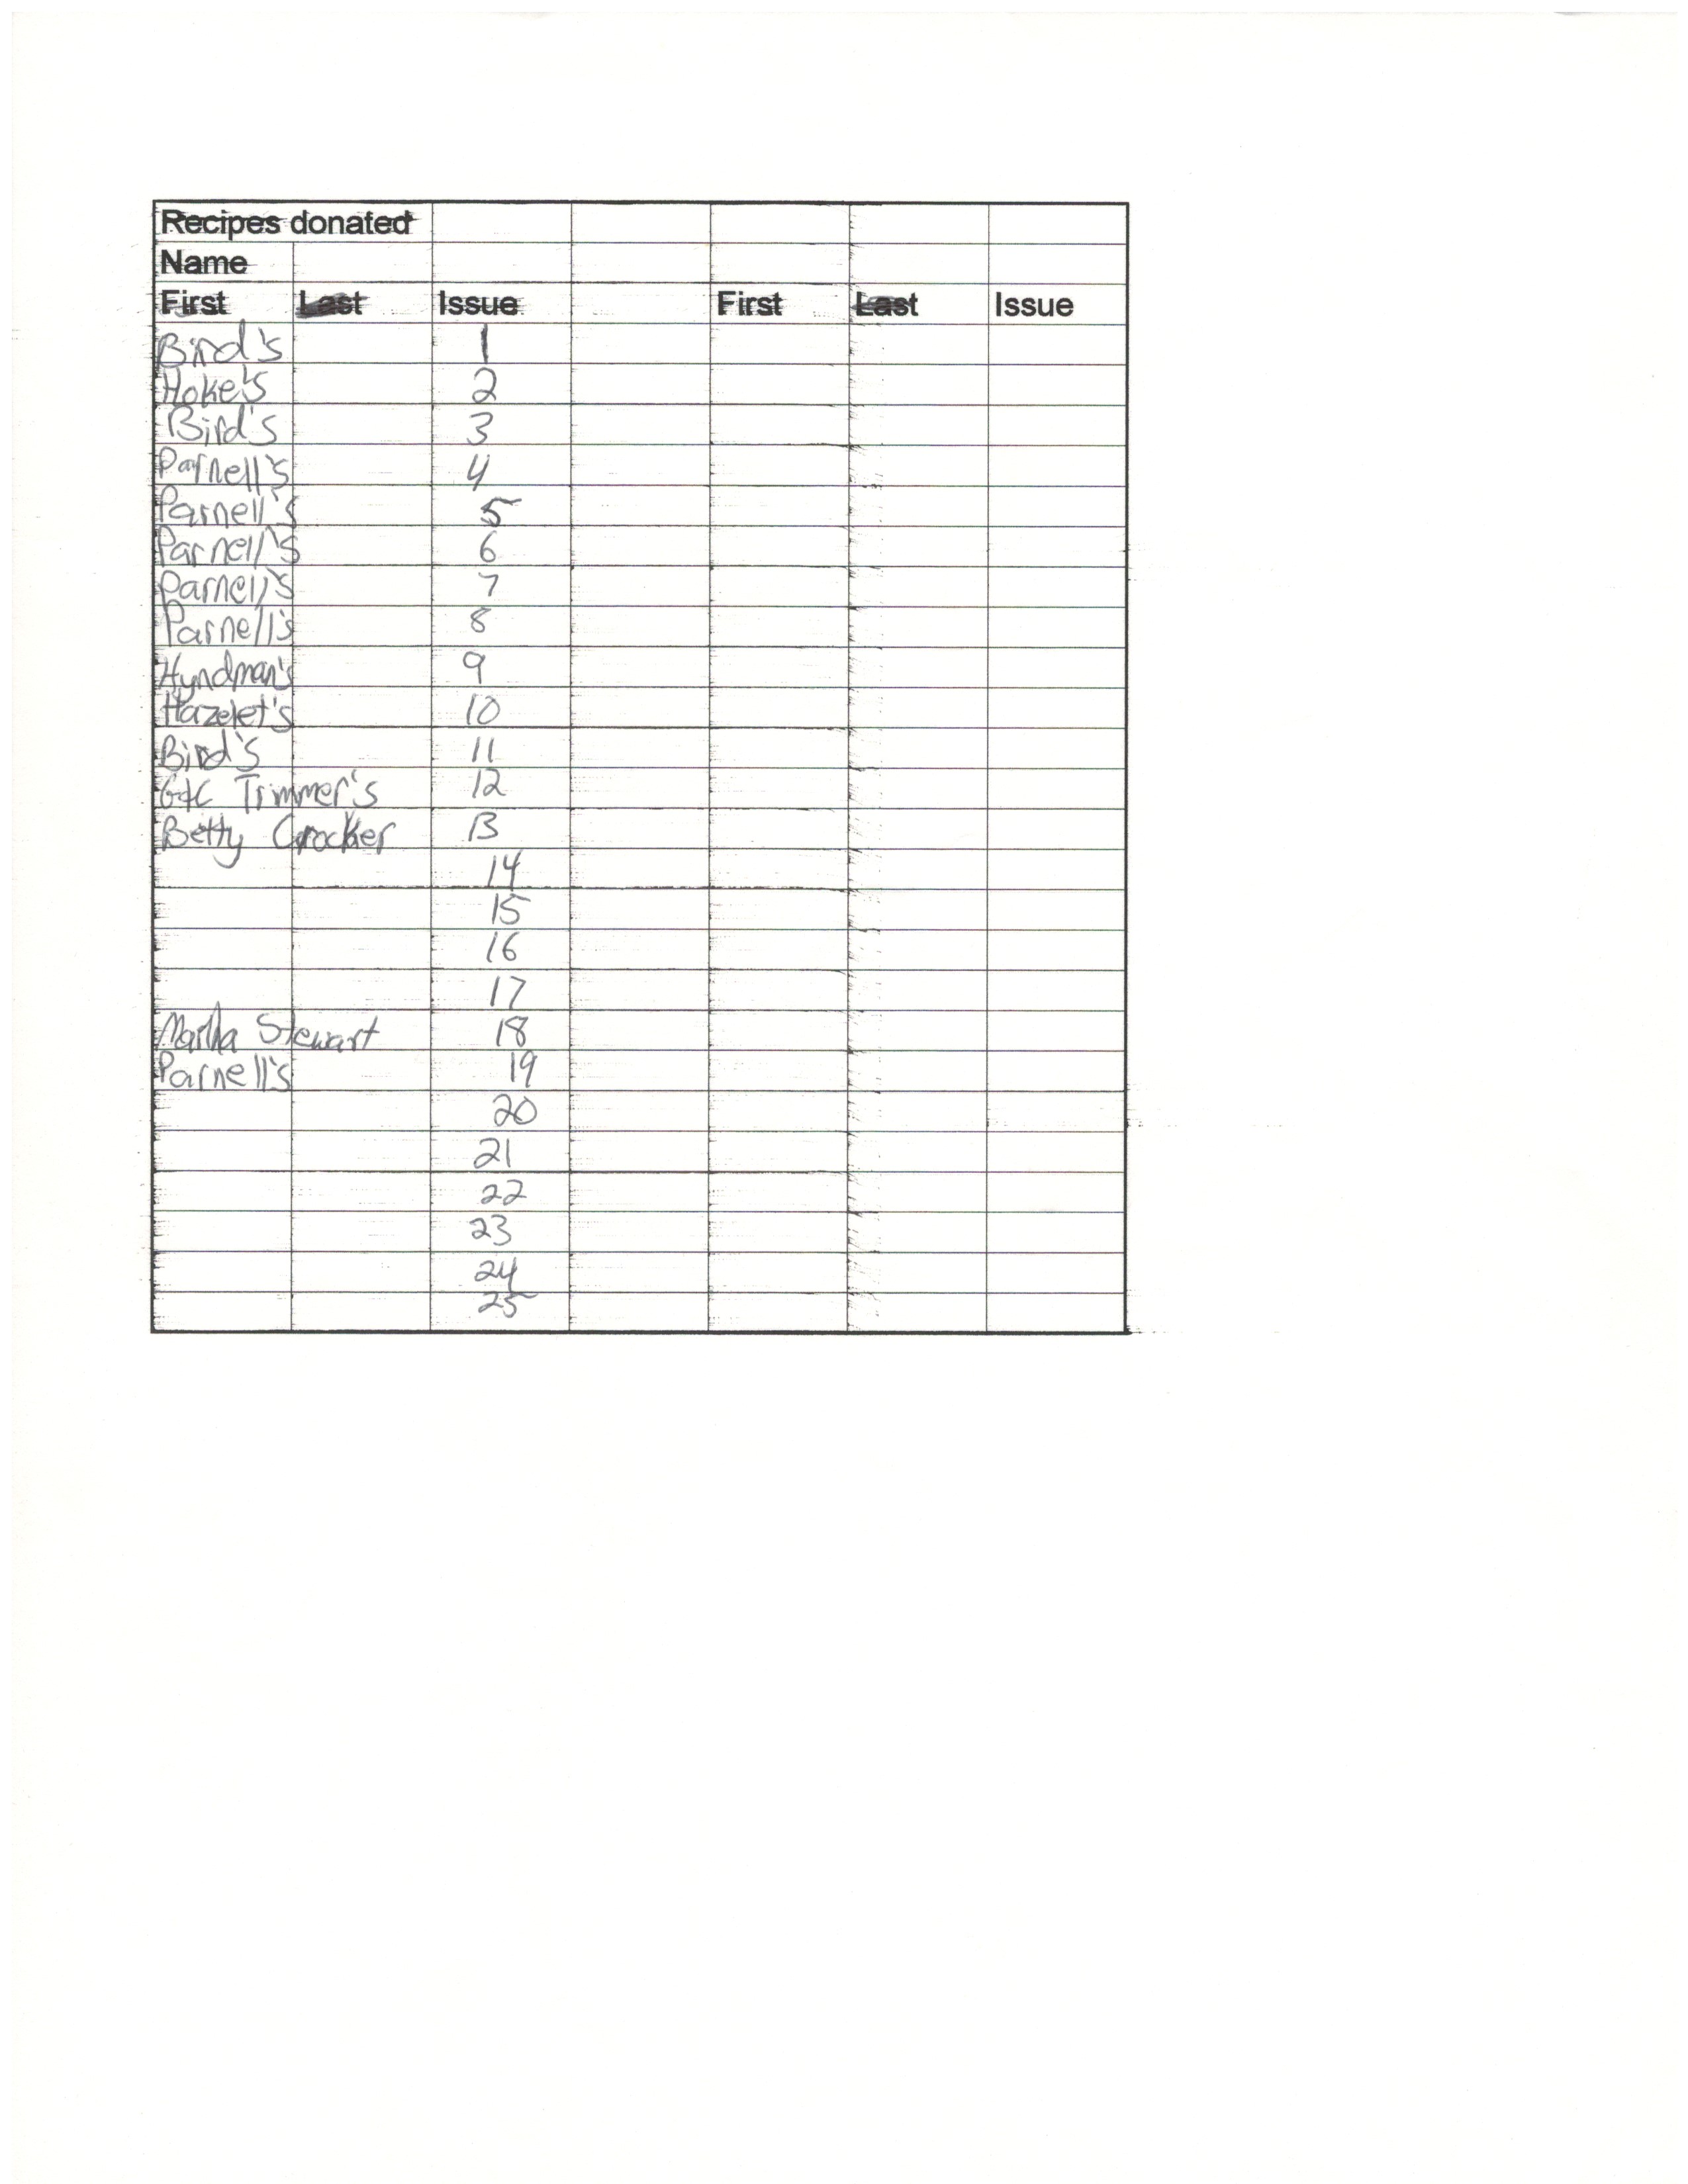 Recipes donated
Name
First Last Issue First Last Issue
Bird's 1
Hoke's 2
Bird's 3
Parnell's 4
Parnell's 5
Parnell's 6
Parnell's 7
Parnell's 8
Hyndman's 9
Hazelet's 10
Bird's 11
G&C Trimmer's 12
Betty Crocker 13
14
15
16
17
Martha Stewart 18
Parnell's 19
20
21
22
23
24
25